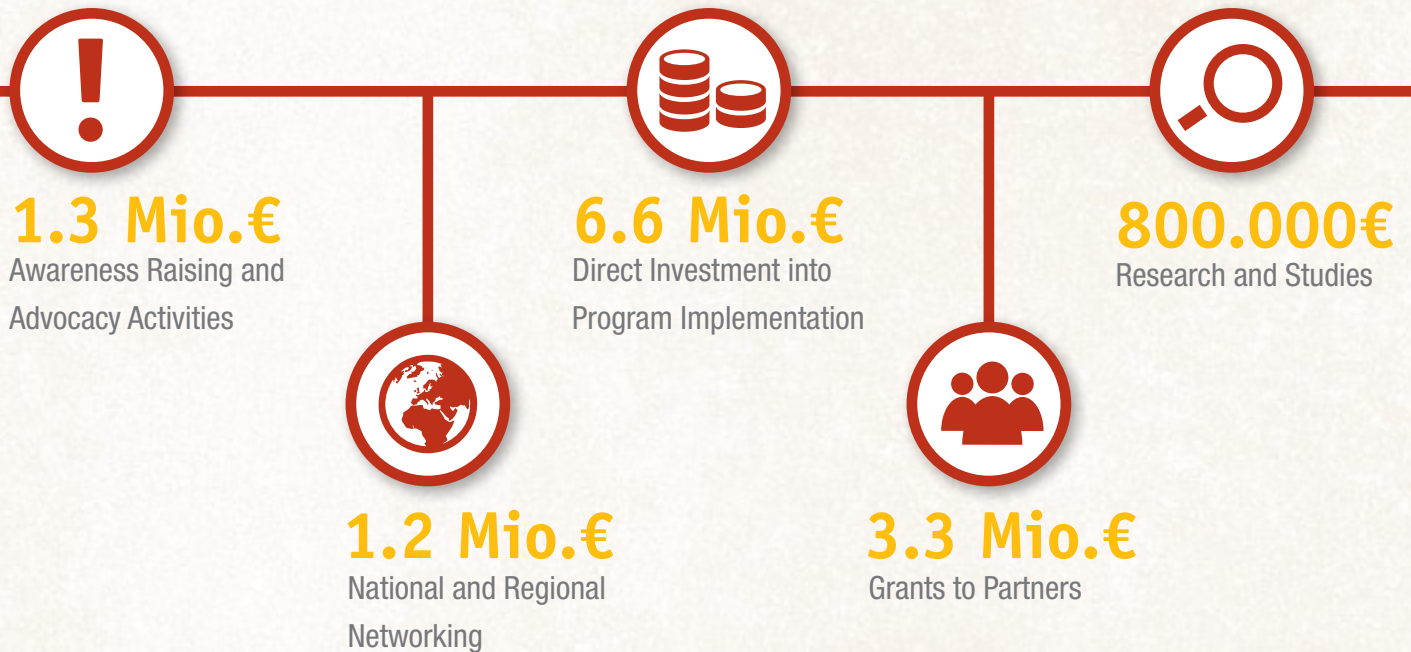 1.3 Mio.€
Awareness Raising and
Advocacy Activities
6.6 Mio.€
Direct Investment into
Program Implementation
800.000€
Research and Studies
1.2 Mio.€
National and Regional
Networking
3.3 Mio.€
Grants to Partners